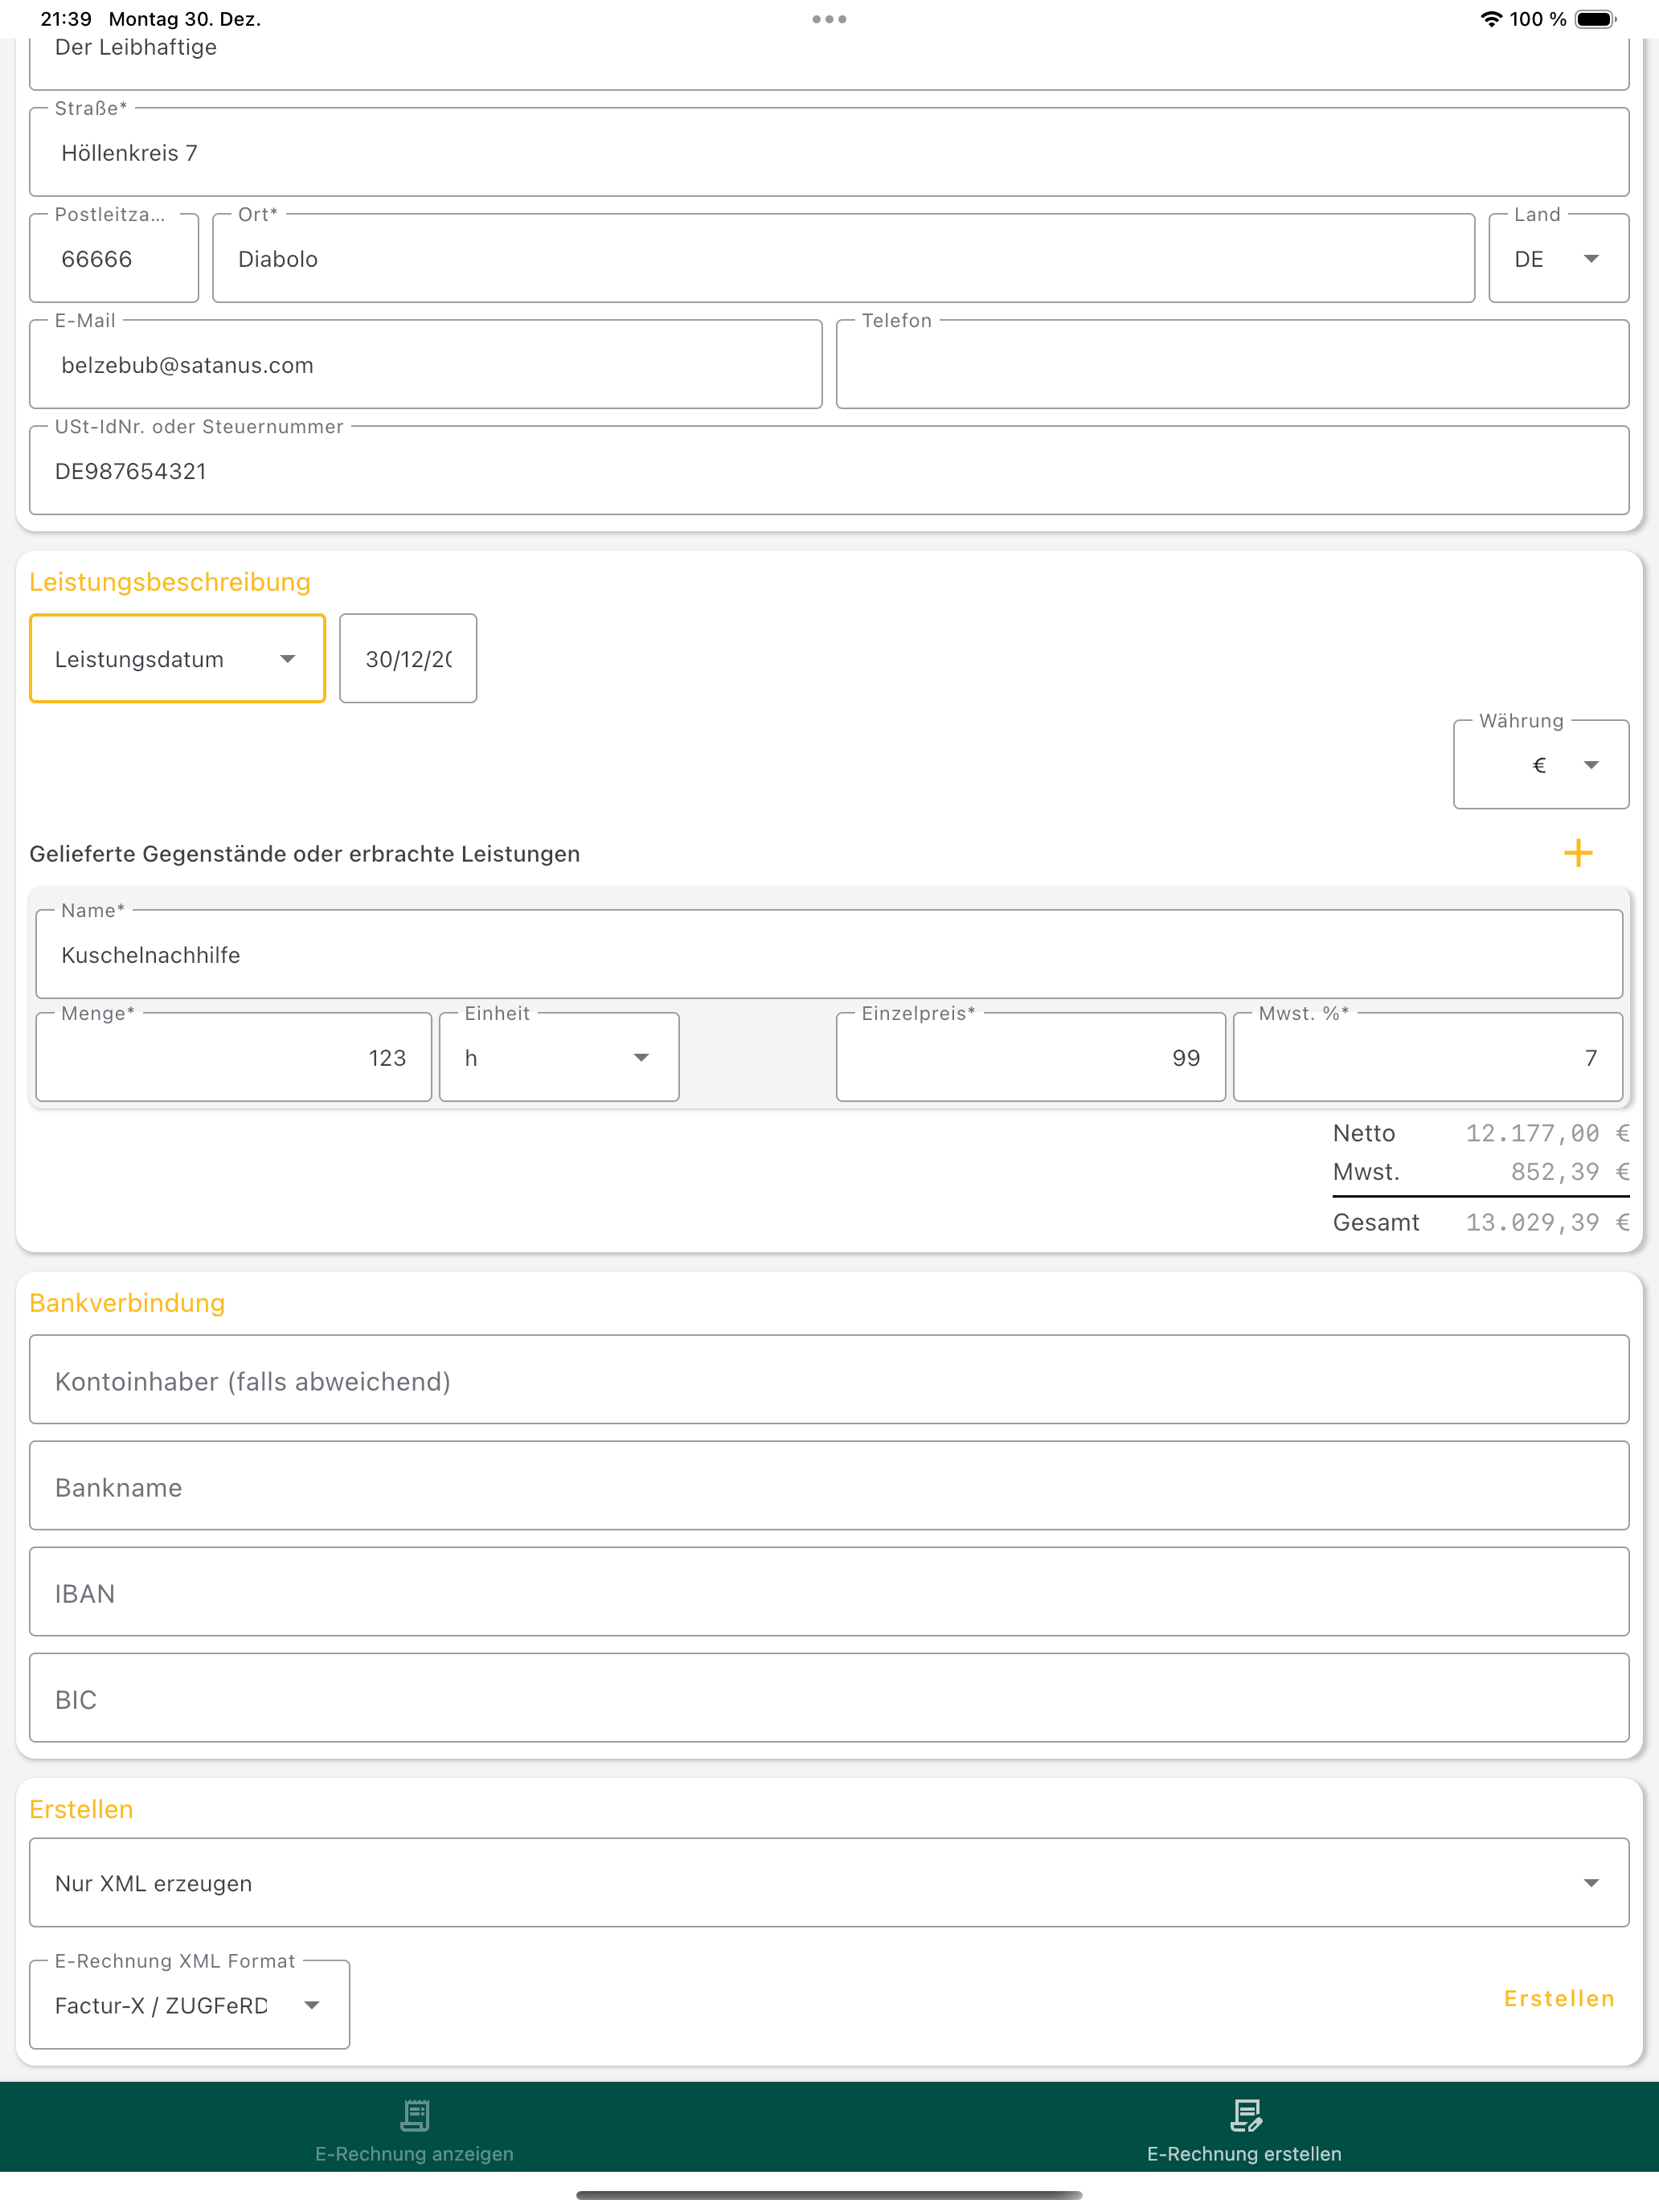 21:39 Montag 30. Dez.
100 %
Der Leibhaftige
Straße*
Höllenkreis 7
Postleitza... Ort* Land
66666 Diabolo DE
E-Mail Telefon
belzebub@satanus.com
USt-IdNr. oder Steuernummer
DE987654321
Leistungsbeschreibung
Leistungsdatum 30/12/20
Währung
€
Gelieferte Gegenstände oder erbrachte Leistungen +
Name*
Kuschelnachhilfe
Menge* Einheit Einzelpreis* Mwst. %*
123 h 99 7
Netto 12.177,00 €
Mwst. 852,39 €
Gesamt 13.029,39 €
Bankverbindung
Kontoinhaber (falls abweichend)
Bankname
IBAN
BIC
Erstellen
Nur XML erzeugen
E-Rechnung XML Format
Factur-X / ZUGFeRD
Erstellen
E-Rechnung anzeigen E-Rechnung erstellen